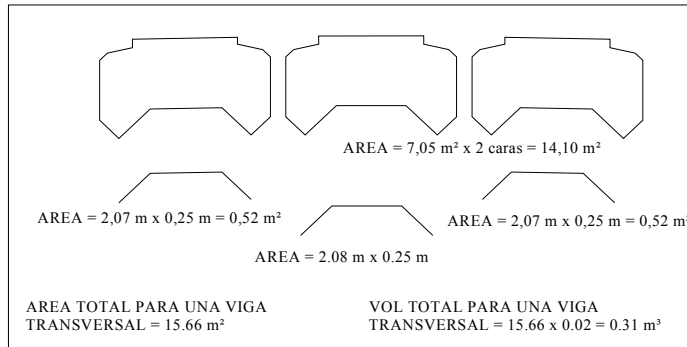 AREA = 7,05 m² x 2 caras = 14,10 m²
AREA = 2,07 m x 0,25 m = 0,52 m²
AREA = 2,07 m x 0,25 m = 0,52 m²
AREA = 2.08 m x 0.25 m
AREA TOTAL PARA UNA VIGA
TRANSVERSAL = 15.66 m²
VOL TOTAL PARA UNA VIGA
TRANSVERSAL = 15.66 x 0.02 = 0.31 m³